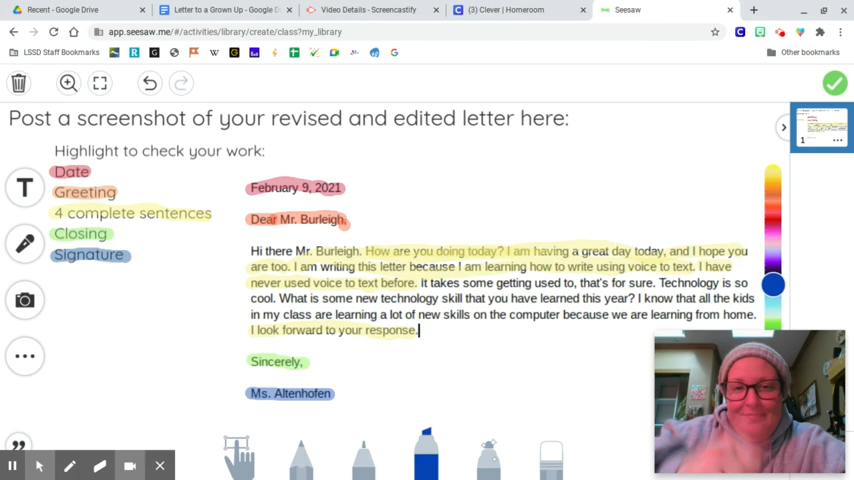 Recent - Google Drive
Letter to a Grown Up - Google D
Video Details - Screencastify
(3) Clever | Homeroom
Seesaw
app.seesaw.me/#/activities/library/create/class?my_library
LSSD Staff Bookmarks
Other bookmarks
Post a screenshot of your revised and edited letter here:
Highlight to check your work:
Date
Greeting
4 complete sentences
Closing
Signature
February 9, 2021
Dear Mr. Burleigh,
Hi there Mr. Burleigh. How are you doing today? I am having a great day today, and I hope you
are too. I am writing this letter because I am learning how to write using voice to text. I have
never used voice to text before. It takes some getting used to, that's for sure. Technology is so
cool. What is some new technology skill that you have learned this year? I know that all the kids
in my class are learning a lot of new skills on the computer because we are learning from home.
I look forward to your response.
Sincerely,
Ms. Altenhofen
T
1